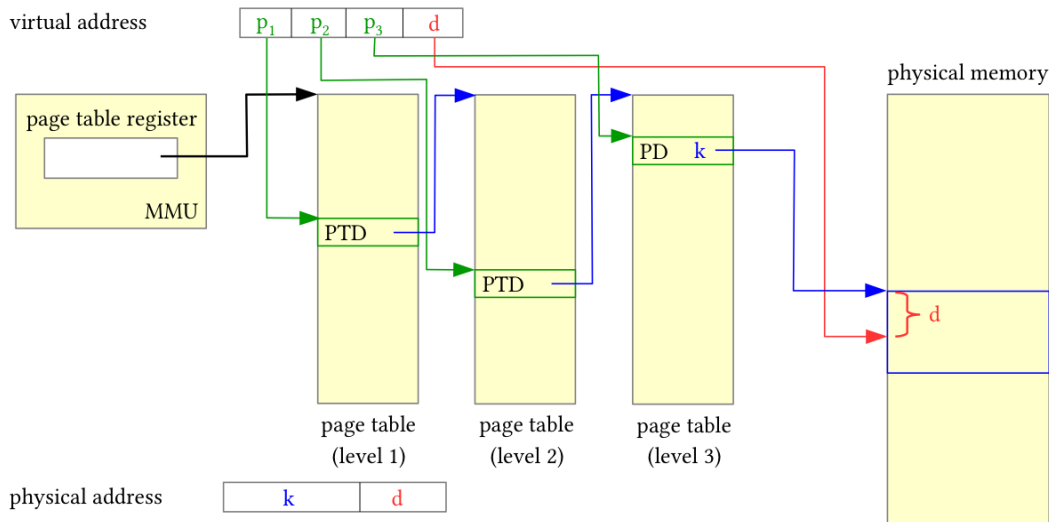 virtual address
p1 p2 p3 d
physical memory
page table register
MMU
PD k
PTD
PTD
d
page table (level 1)
page table (level 2)
page table (level 3)
physical address
k d